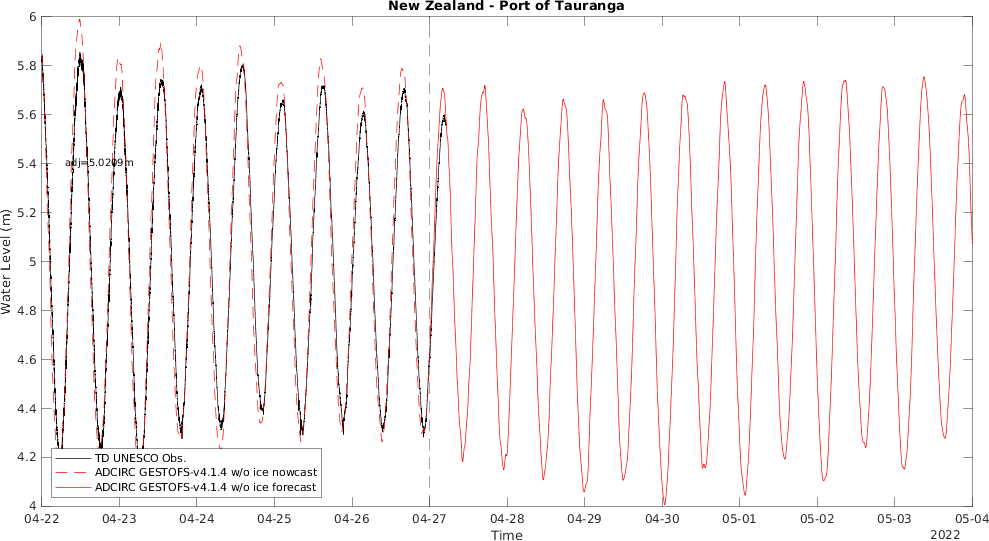 New Zealand - Port of Tauranga
Water Level (m)
6
5.8
5.6
5.4
5.2
5
4.8
4.6
4.4
4.2
4
adj=5.0209m
TD UNESCO Obs.
ADCIRC GESTOFS-v4.1.4 w/o ice nowcast
ADCIRC GESTOFS-v4.1.4 w/o ice forecast
04-22 04-23 04-24 04-25 04-26 04-27 04-28 04-29 04-30 05-01 05-02 05-03 05-04
Time
2022